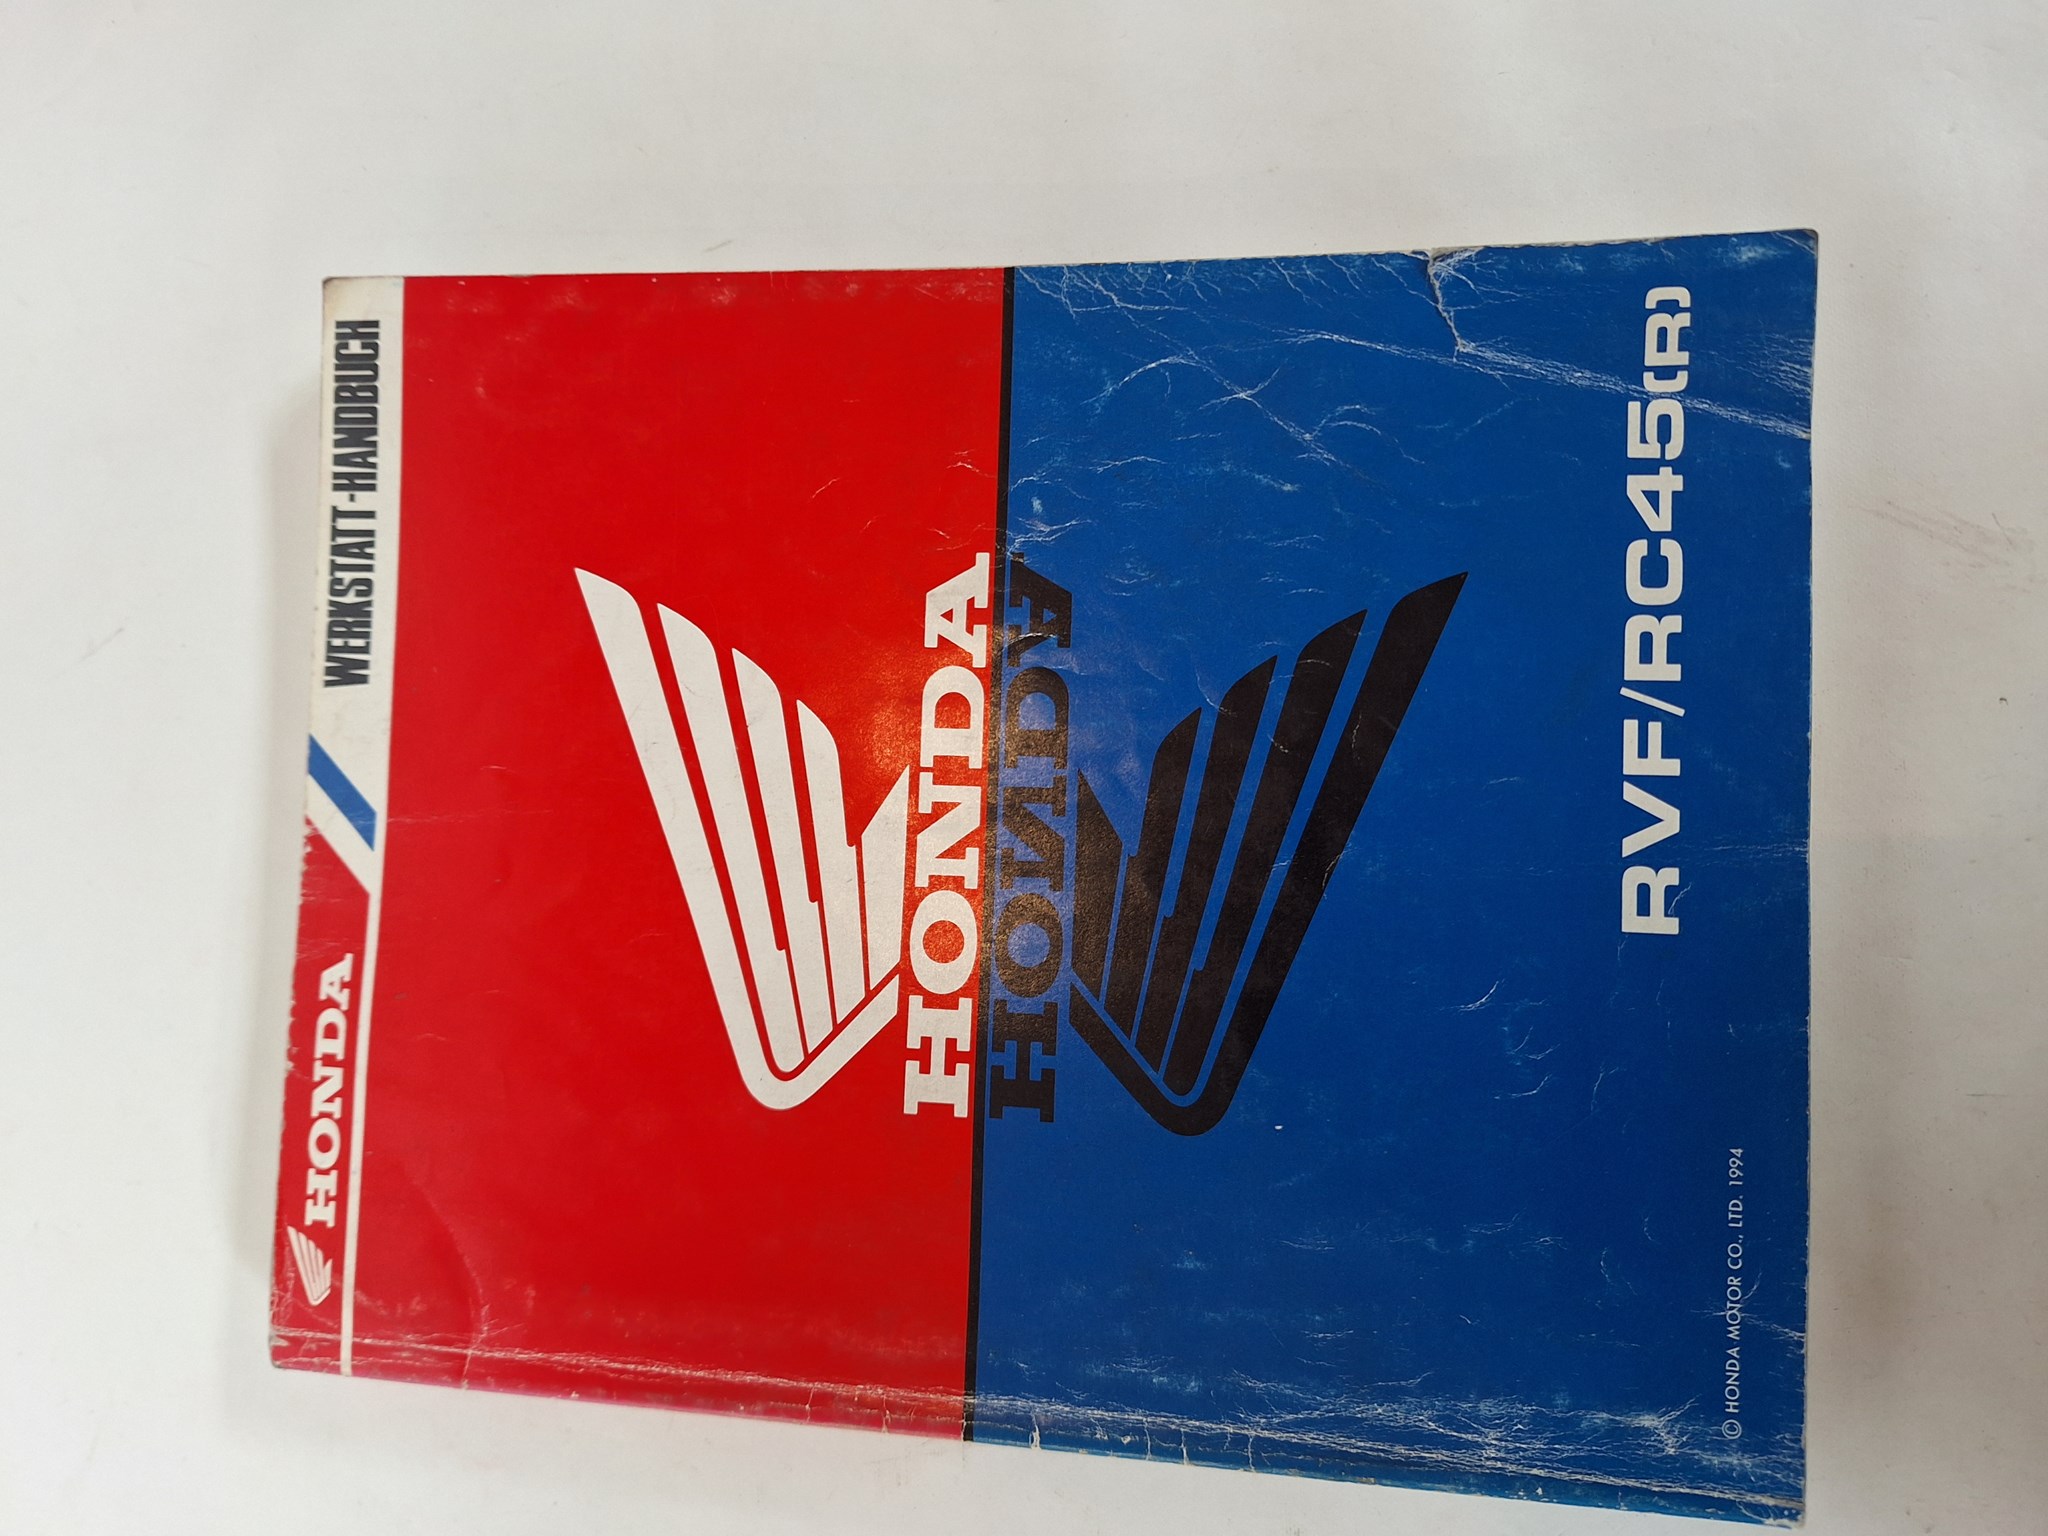 HONDA
WERKSTATT-HANDBUCH
HONDA
HONDA
RVF/RC45(R)
© HONDA MOTOR CO., LTD. 1994